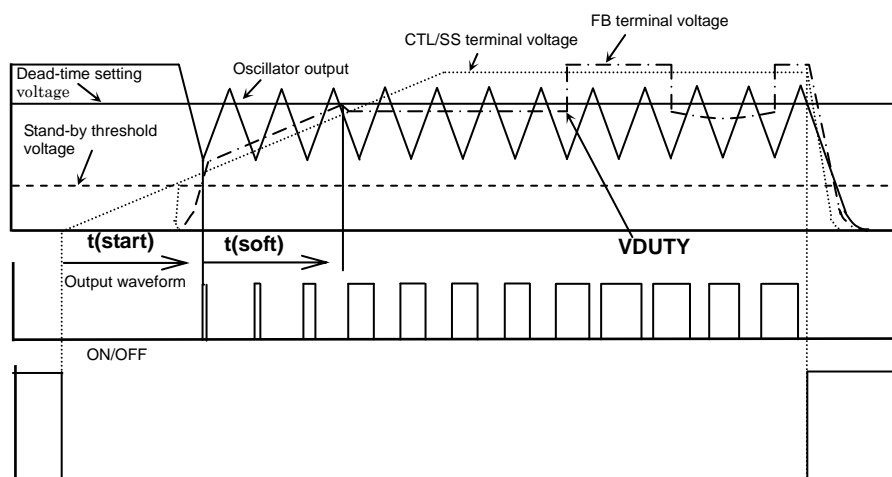 FB terminal voltage
CTL/SS terminal voltage
Dead-time setting
voltage
Oscillator output
Stand-by threshold
voltage
t(start)
t(soft)
VDUTY
Output waveform
ON/OFF